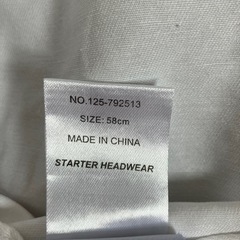 NO.125-792513
SIZE: 58cm
MADE IN CHINA
STARTER HEADWEAR